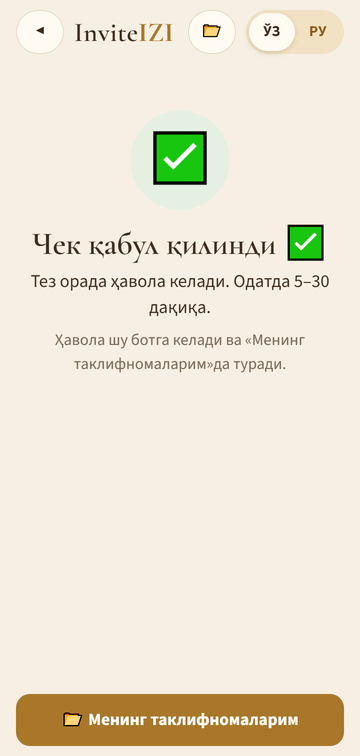 InviteIZI
ЎЗ
РУ
Чек қабул қилинди
Тез орада ҳавола келади. Одатда 5–30
дақиқа.
Ҳавола шу ботга келади ва «Менинг
таклифномаларим»да туради.
Менинг таклифномаларим